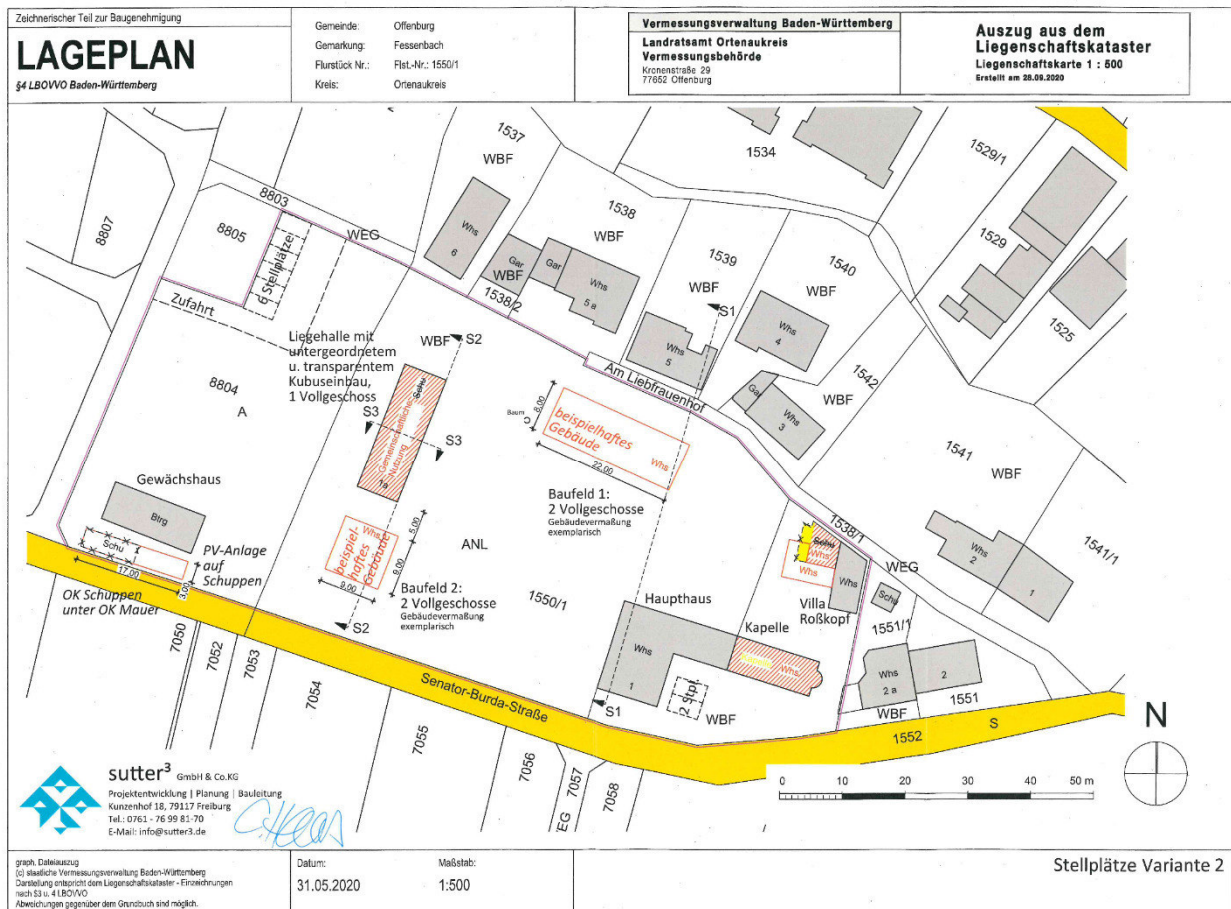 Zeichnerischer Teil zur Baugenehmigung
LAGEPLAN
§4 LBOVVO Baden-Württemberg
Gemeinde: Offenburg
Gemarkung: Fessenbach
Flurstück Nr.: Flst.-Nr.: 1550/1
Kreis: Ortenaukreis
Vermessungsverwaltung Baden-Württemberg
Landratsamt Ortenaukreis
Vermessungsbehörde
Kronenstraße 29
77652 Offenburg
Auszug aus dem
Liegenschaftskataster
Liegenschaftskarte 1 : 500
Erstellt am 28.09.2020
1537
WBF
1534
1529/1
8803
8807
8805
WEG
6 Stellplätze
Zufahrt
Whs
6
1538
WBF
Gar
WBF
Gar
Whs
5 a
1538/2
1539
WBF
1540
WBF
1529
1525
S1
Whs
4
Whs
5
Am Liebfrauenhof
Gar
Whs
3
1542
WBF
1541
WBF
1541/1
Liegehalle mit
untergeordnetem
u. transparentem
Kubuseinbau,
1 Vollgeschoss
WBF
S2
8804
A
Schu
Gemeinschaftliche
Nutzung
1a
S3
S3
Baum
8,00
beispielhaftes
Gebäude
Whs
22,00
Baufeld 1:
2 Vollgeschosse
Gebäudevermaßung
exemplarisch
Gewächshaus
Btrg
Schu
17,00
3,00
PV-Anlage
auf
Schuppen
OK Schuppen
unter OK Mauer
Whs
beispiel-
haftes
Gebäude
5,00
9,00
9,00
Baufeld 2:
2 Vollgeschosse
Gebäudevermaßung
exemplarisch
S2
ANL
1550/1
1538/1
Schu
Whs
Whs
Whs
Villa
Roßkopf
WEG
Schu
Whs
2
1
1551/1
Haupthaus
Kapelle
Whs
1
Kapelle
Whs
2 Stpl.
WBF
S1
Whs
2 a
2
WBF
1551
1552
S
Senator-Burda-Straße
7050
7052
7053
7054
7055
7056
7057
7058
N
0 10 20 30 40 50 m
sutter³ GmbH & Co.KG
Projektentwicklung | Planung | Bauleitung
Kunzenhof 18, 79117 Freiburg
Tel.: 0761 - 76 99 81-70
E-Mail: info@sutter3.de
graph. Dateiauszug
(c) staatliche Vermessungsverwaltung Baden-Württemberg
Darstellung entspricht dem Liegenschaftskataster - Einzeichnungen
nach §3 u. 4 LBOVVO
Abweichungen gegenüber dem Grundbuch sind möglich.
Datum:
31.05.2020
Maßstab:
1:500
Stellplätze Variante 2